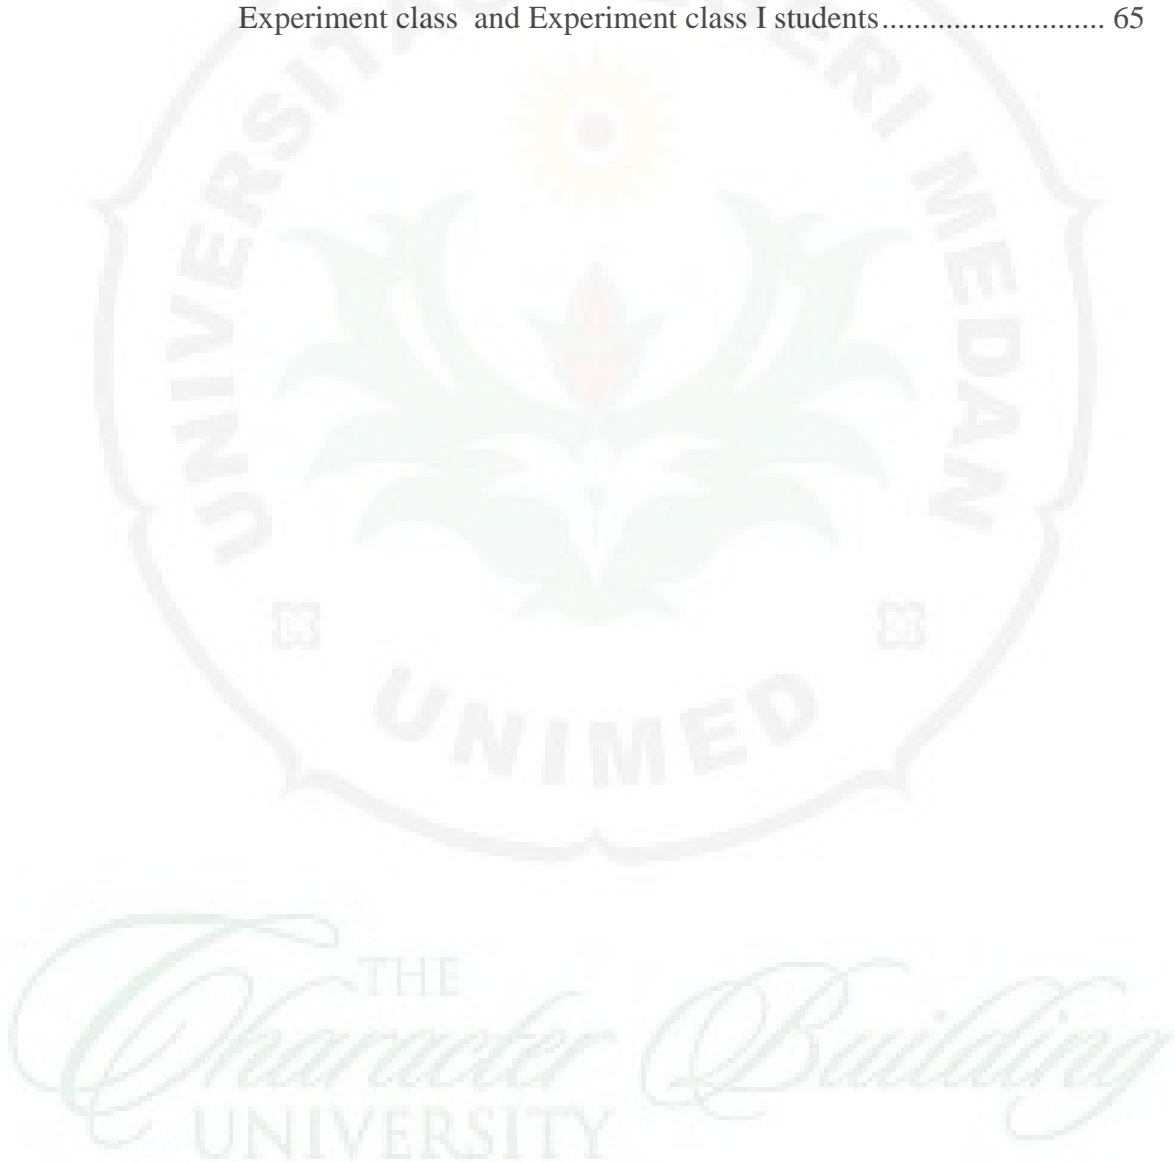 Experiment class  and Experiment class I students............................ 65
UNIVERSITAS NEGERI MEDAN
UNIMED
THE
Character Building
UNIVERSITY